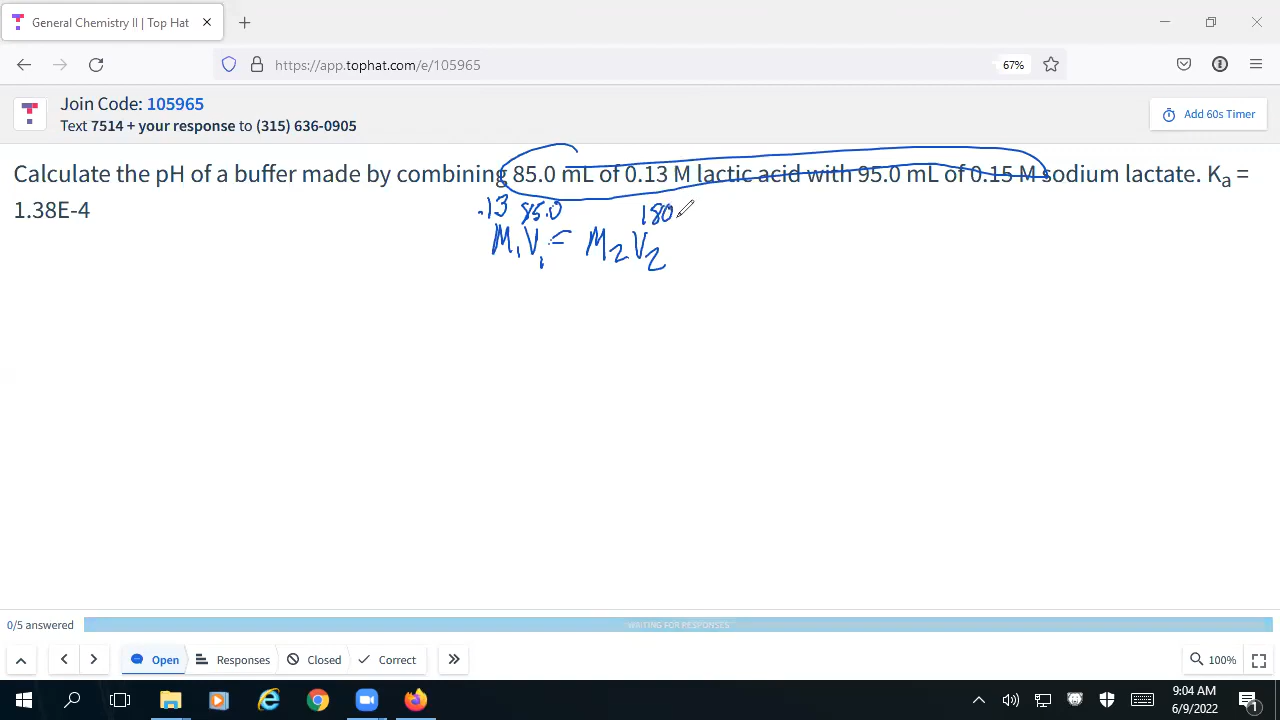 General Chemistry II | Top Hat
https://app.tophat.com/e/105965
67%
Join Code: 105965
Text 7514 + your response to (315) 636-0905
Add 60s Timer
Calculate the pH of a buffer made by combining 85.0 mL of 0.13 M lactic acid with 95.0 mL of 0.15 M sodium lactate. Ka =
1.38E-4
.13 85.0 180
M1V1 = M2V2
0/5 answered
WAITING FOR RESPONSES
Open
Responses
Closed
Correct
100%
9:04 AM
6/9/2022
1